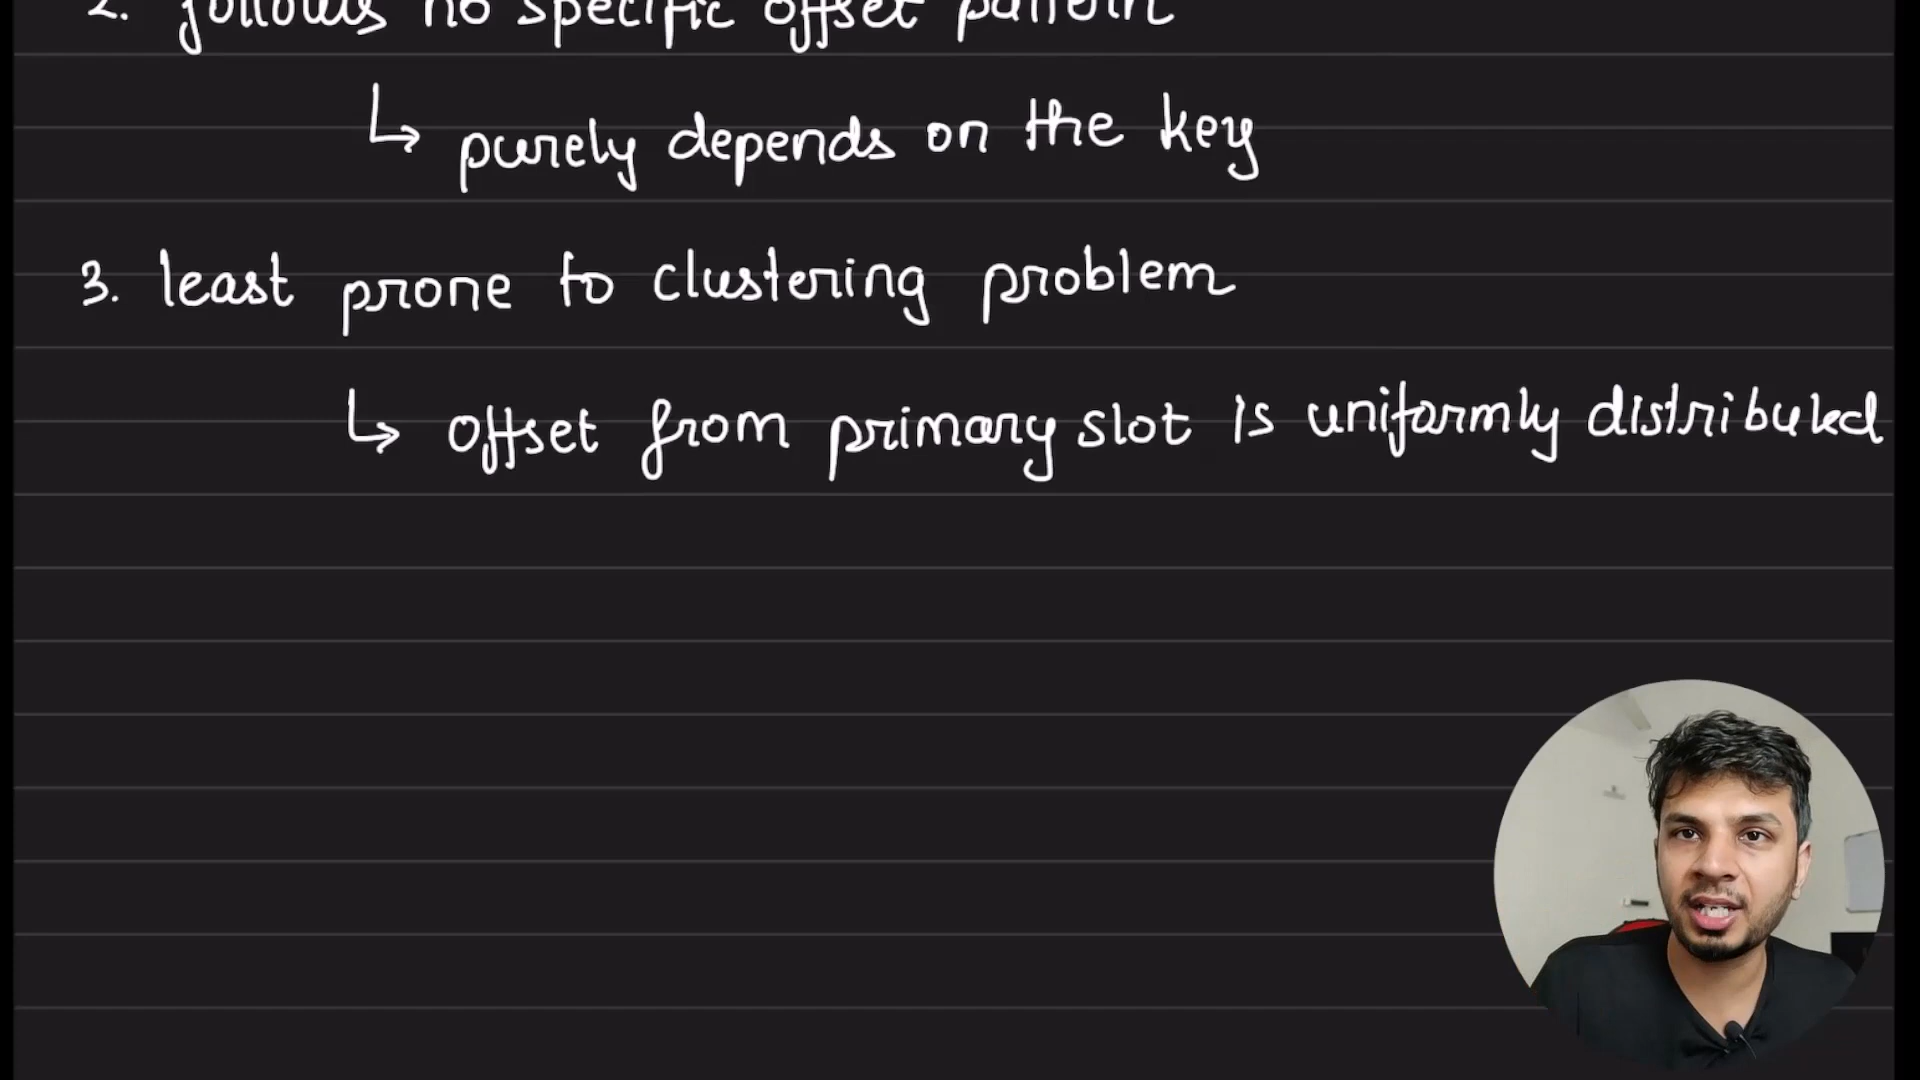 2. follows no specific offset pattern
↳ purely depends on the key
3. least prone to clustering problem
↳ offset from primary slot is uniformly distributed